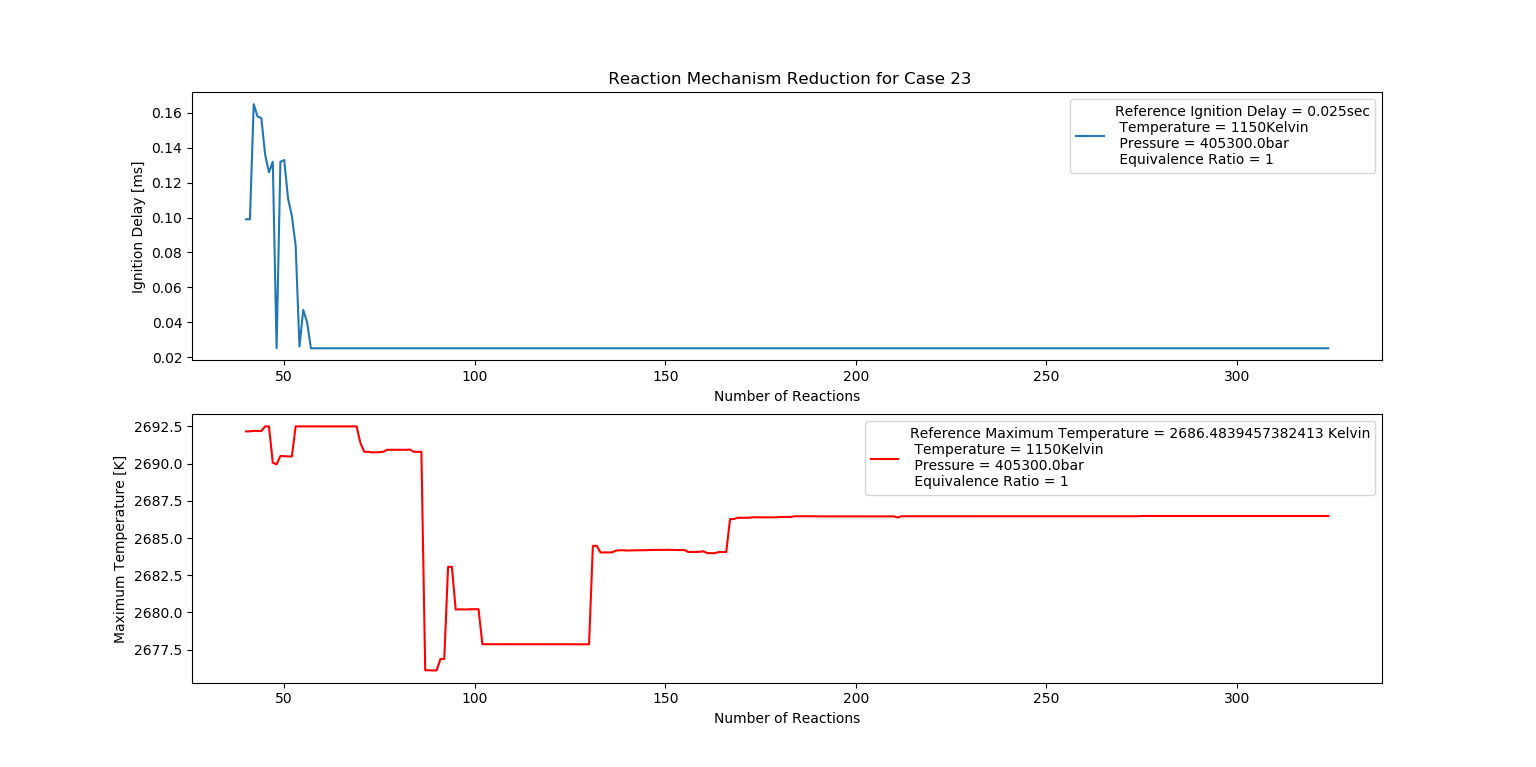 Reaction Mechanism Reduction for Case 23
0.16
0.14
0.12
0.10
0.08
0.06
0.04
0.02
Ignition Delay [ms]
Reference Ignition Delay = 0.025sec
Temperature = 1150Kelvin
Pressure = 405300.0bar
Equivalence Ratio = 1
50 100 150 200 250 300
Number of Reactions
2692.5
2690.0
2687.5
2685.0
2682.5
2680.0
2677.5
Maximum Temperature [K]
Reference Maximum Temperature = 2686.4839457382413 Kelvin
Temperature = 1150Kelvin
Pressure = 405300.0bar
Equivalence Ratio = 1
50 100 150 200 250 300
Number of Reactions